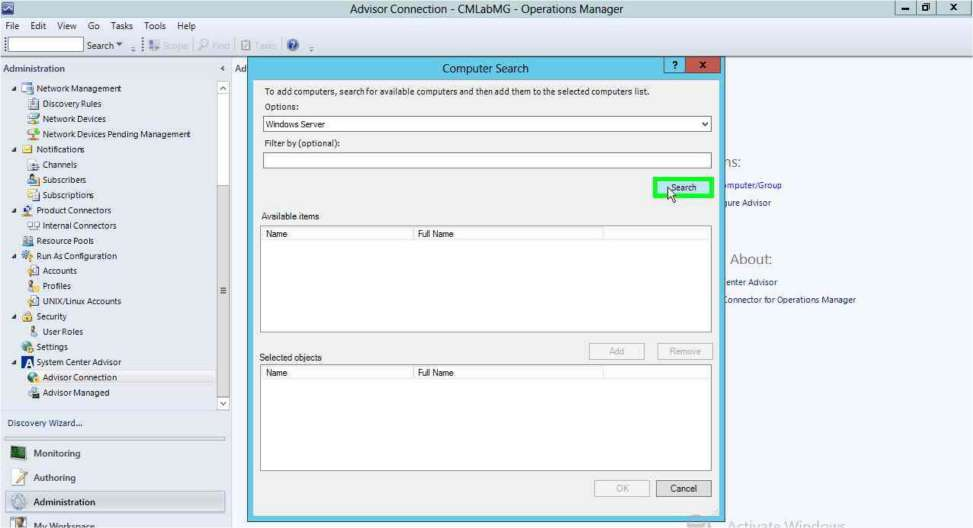 Advisor Connection - CMLabMG - Operations Manager
File Edit View Go Tasks Tools Help
Search Scope Find Tasks
Administration
Network Management
Discovery Rules
Network Devices
Network Devices Pending Management
Notifications
Channels
Subscribers
Subscriptions
Product Connectors
Internal Connectors
Resource Pools
Run As Configuration
Accounts
Profiles
UNIX/Linux Accounts
Security
User Roles
Settings
System Center Advisor
Advisor Connection
Advisor Managed
Discovery Wizard...
Monitoring
Authoring
Administration
My Workspace
Ad
Computer Search
? x
To add computers, search for available computers and then add them to the selected computers list.
Options:
Windows Server
Filter by (optional):
Search
Available items
Name Full Name
Add Remove
Selected objects
Name Full Name
OK Cancel
ns:
mputer/Group
gure Advisor
About:
enter Advisor
Connector for Operations Manager
Activate Windows